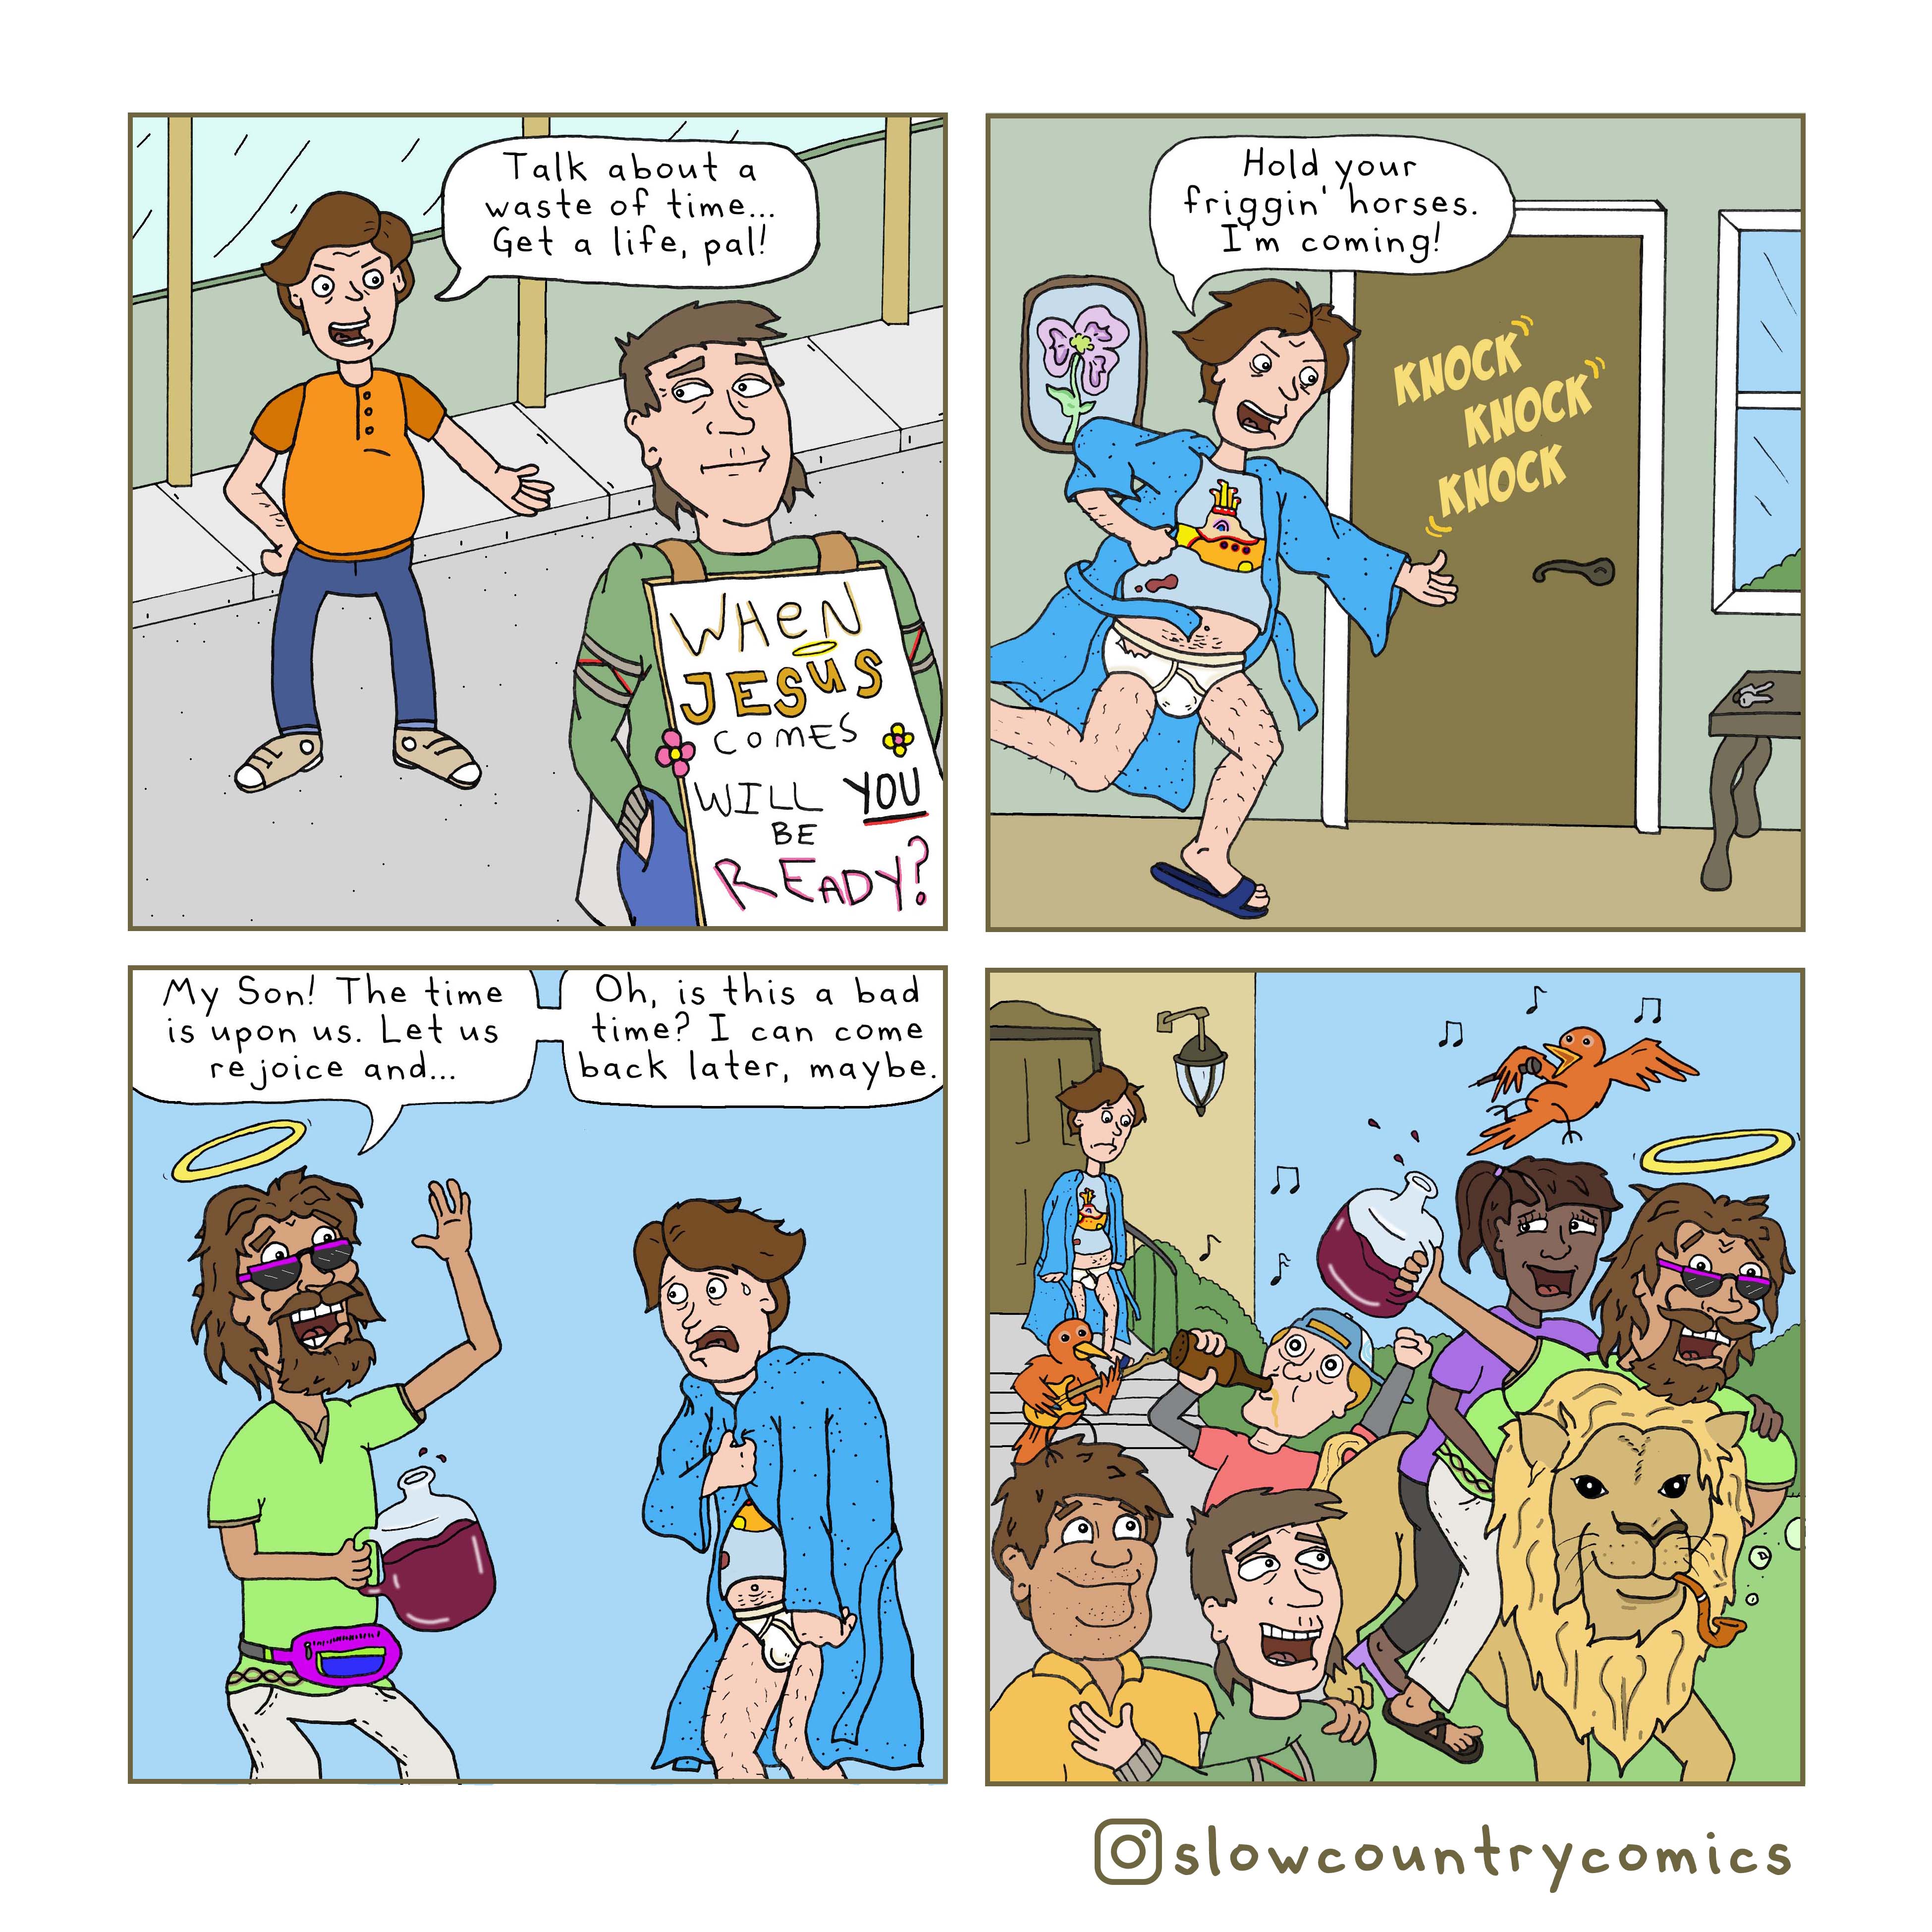 Talk about a
waste of time...
Get a life, pal!
WHeN
JESUS
COMES
WILL YOU
BE
READY?
Hold your
friggin' horses.
I'm coming!
KNOCK
KNOCK
KNOCK
My Son! The time
is upon us. Let us
rejoice and...
Oh, is this a bad
time? I can come
back later, maybe.
slowcountrycomics